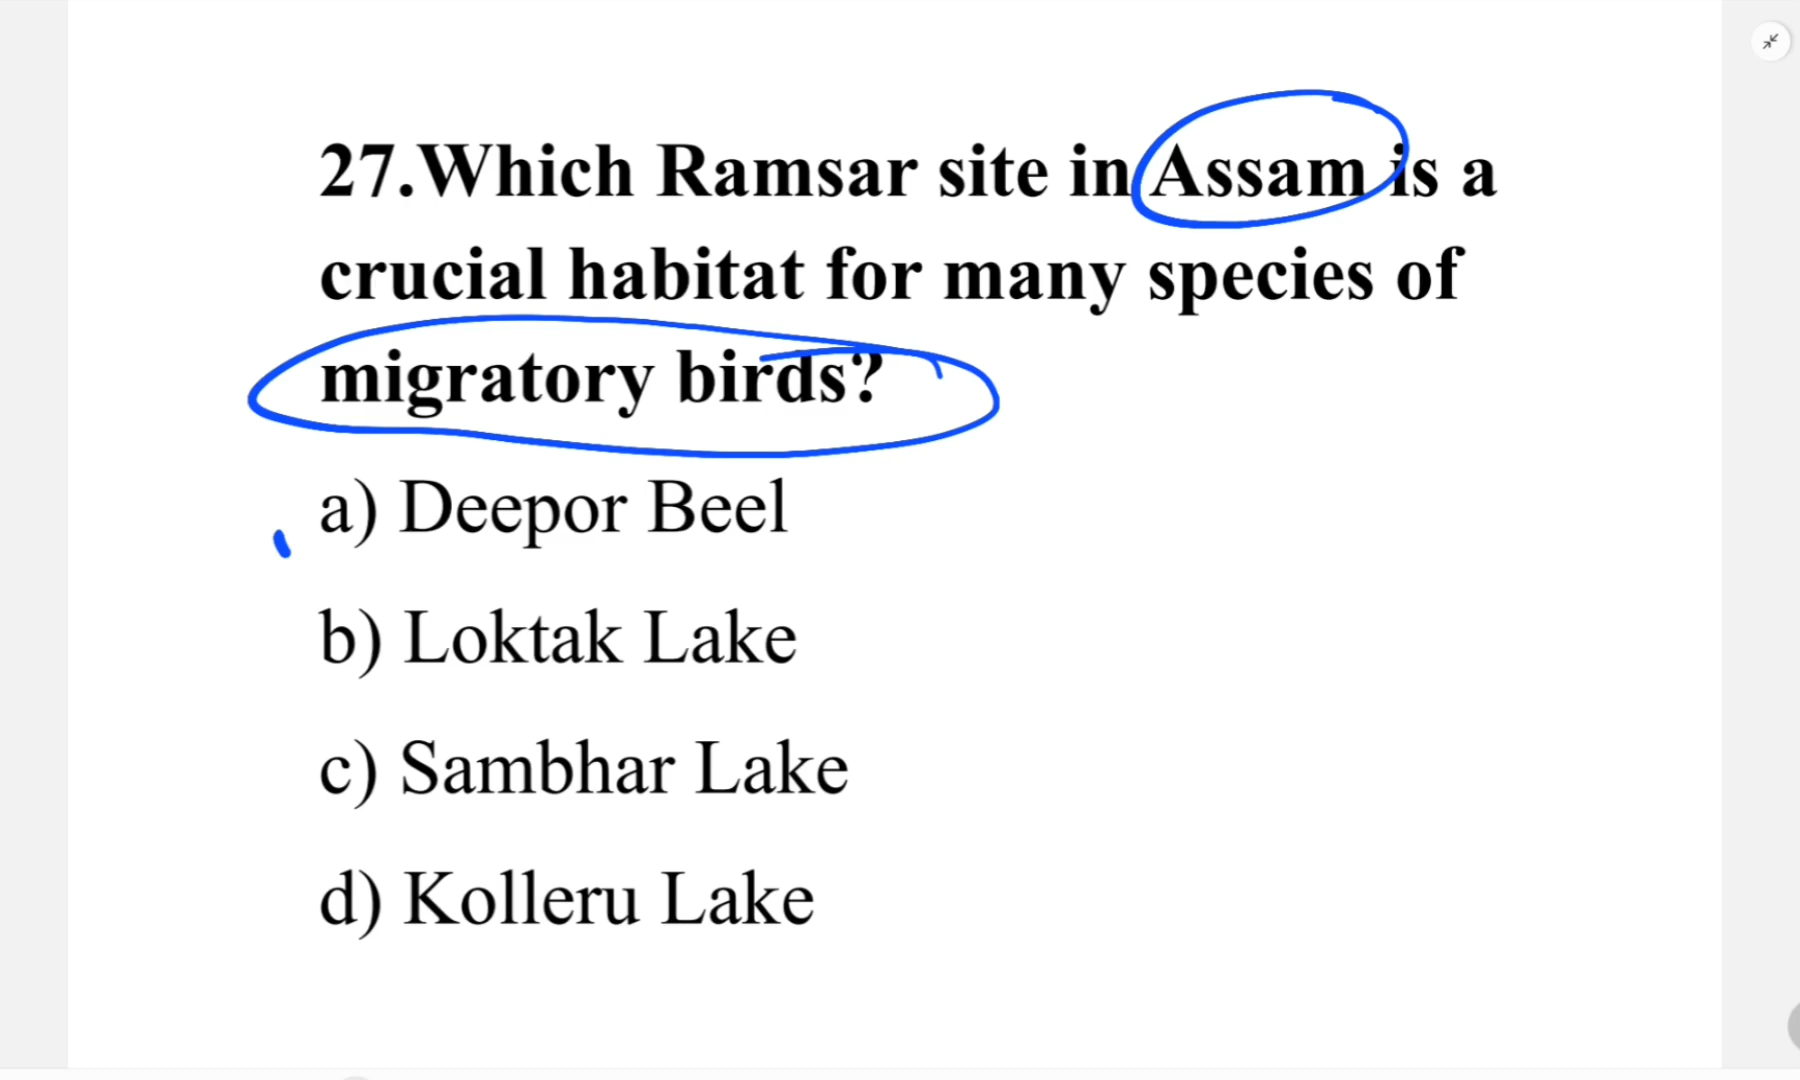 27.Which Ramsar site in Assam is a
crucial habitat for many species of
migratory birds?
a) Deepor Beel
b) Loktak Lake
c) Sambhar Lake
d) Kolleru Lake